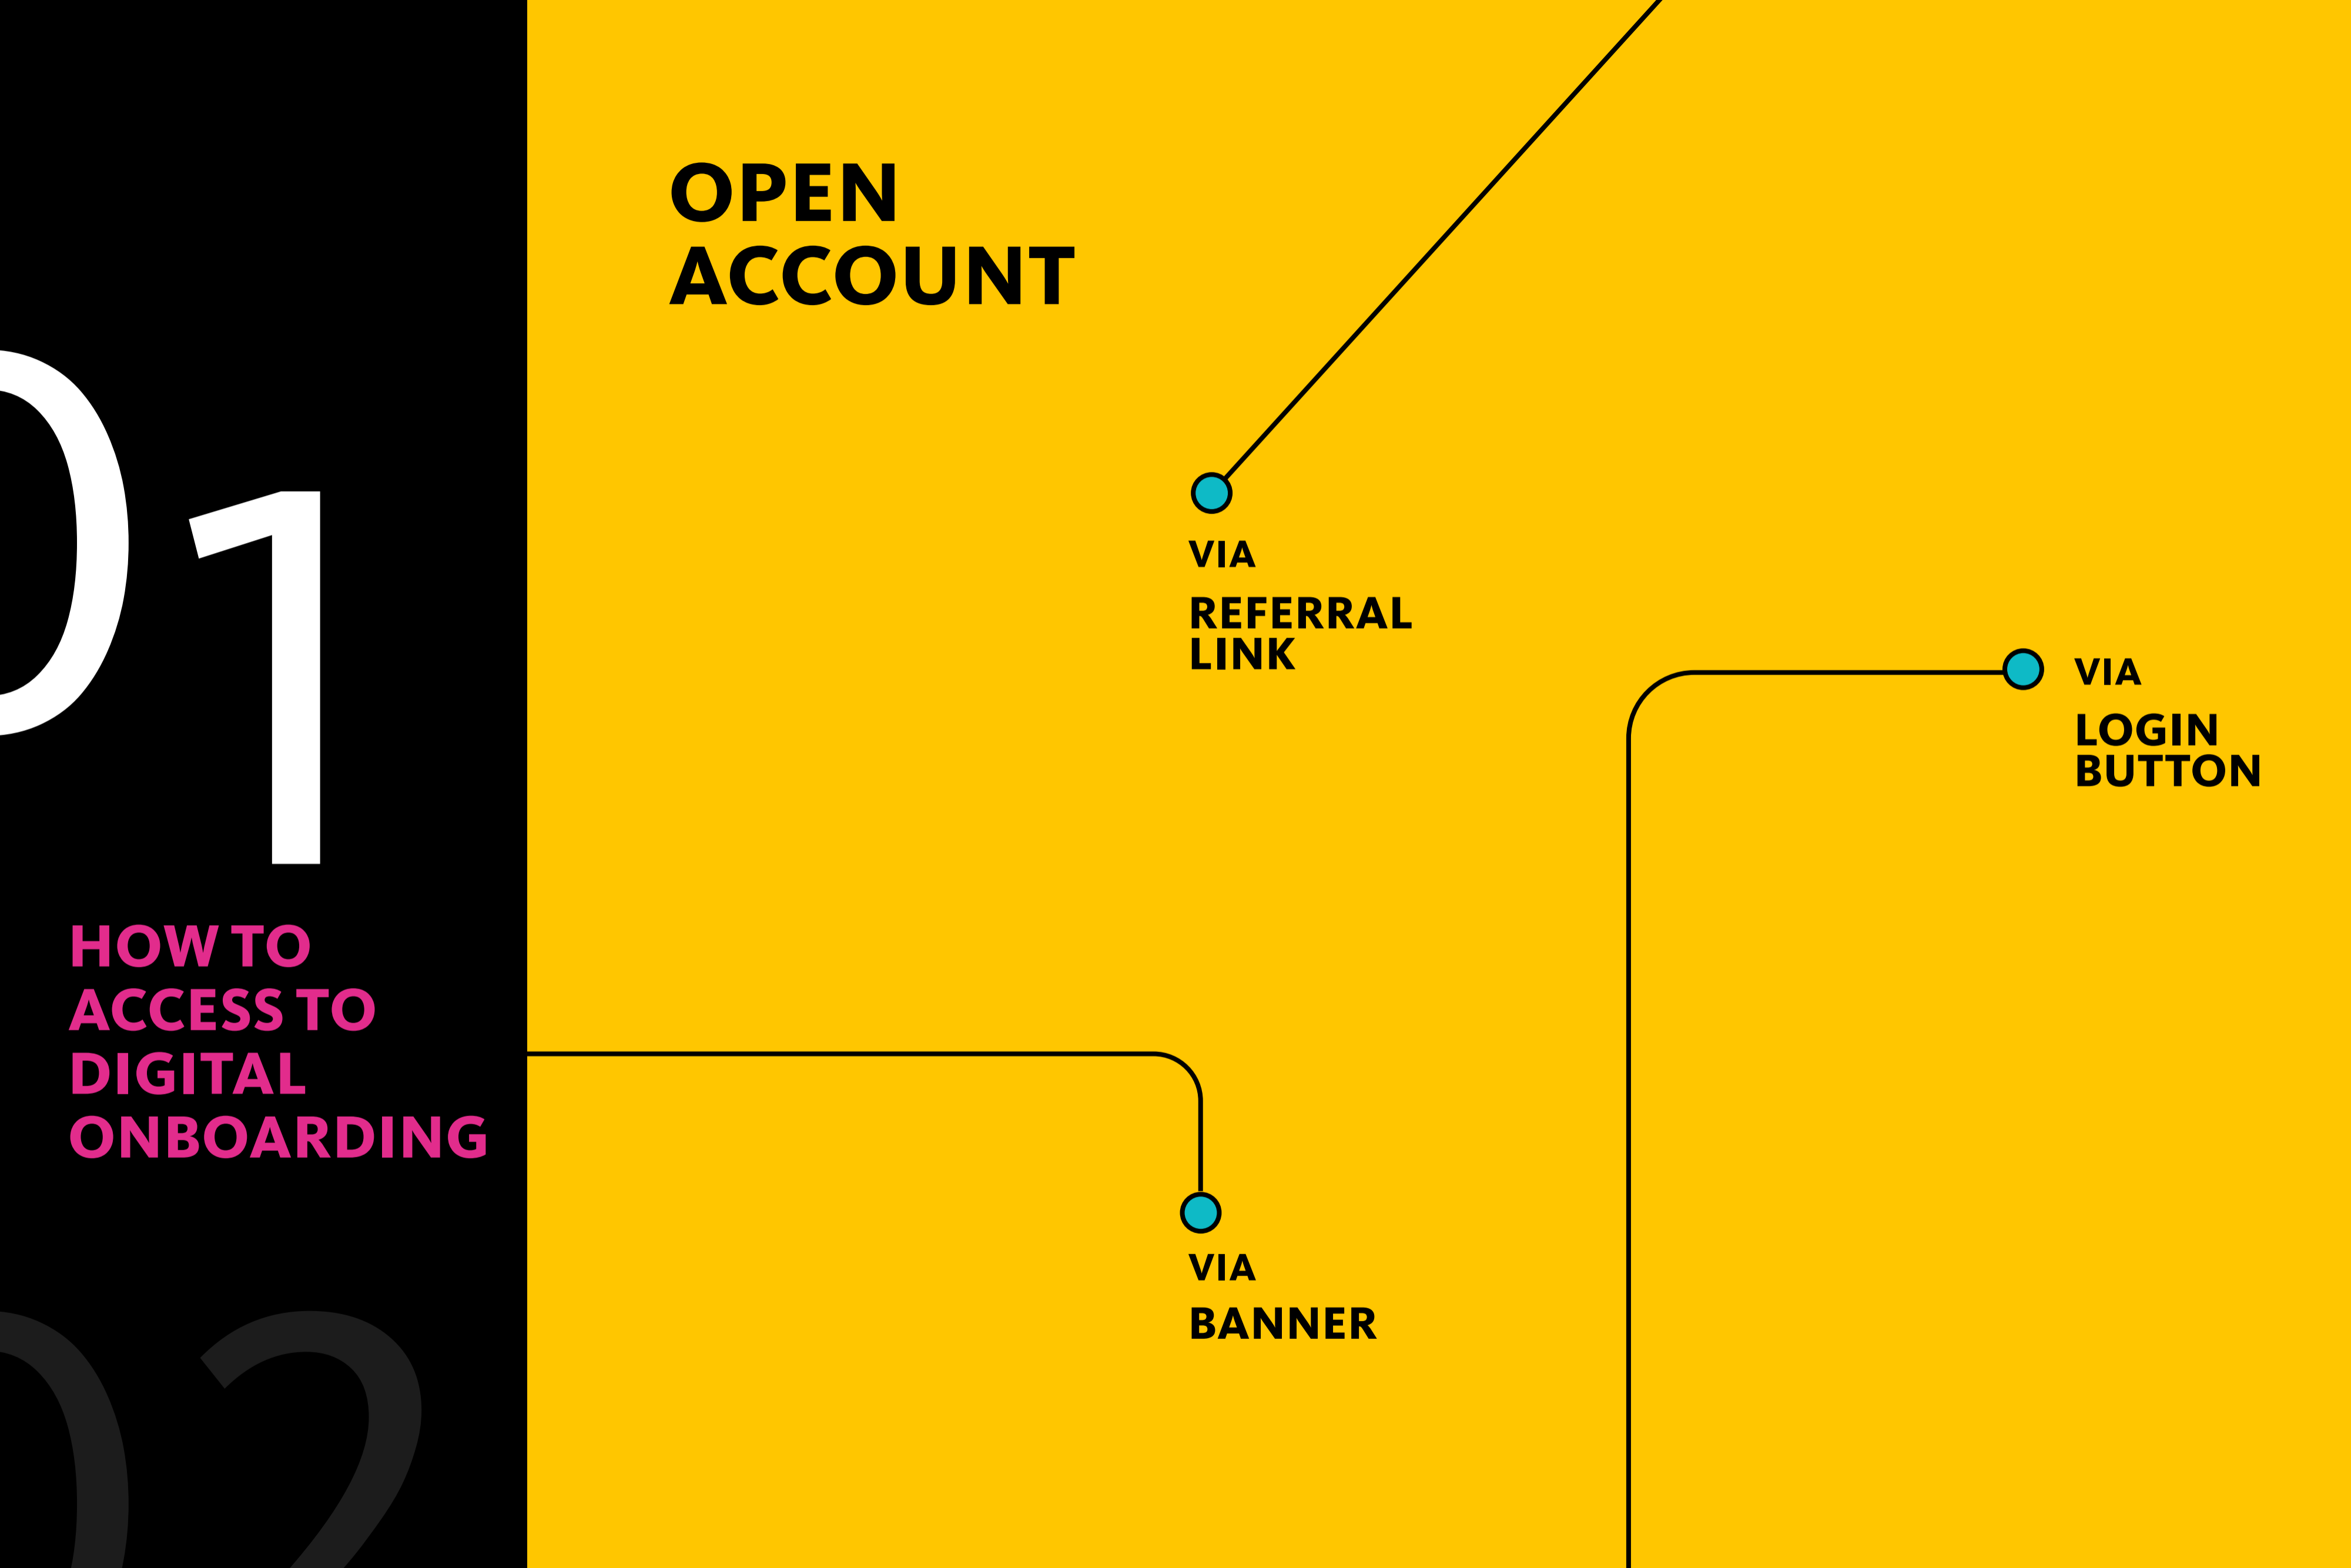 01
HOW TO
ACCESS TO
DIGITAL
ONBOARDING
02
OPEN
ACCOUNT
VIA
REFERRAL
LINK
VIA
LOGIN
BUTTON
VIA
BANNER